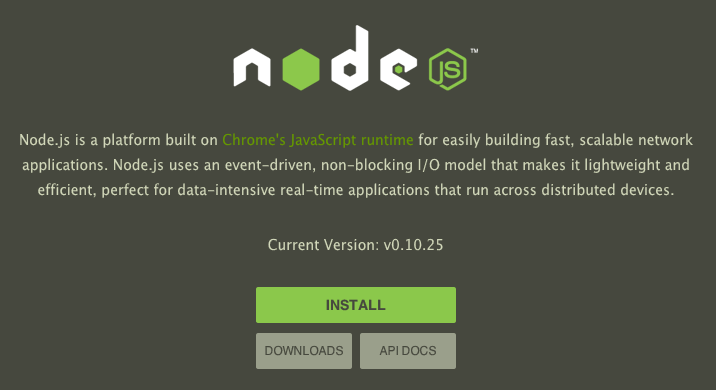 node JS ™
Node.js is a platform built on Chrome's JavaScript runtime for easily building fast, scalable network
applications. Node.js uses an event-driven, non-blocking I/O model that makes it lightweight and
efficient, perfect for data-intensive real-time applications that run across distributed devices.
Current Version: v0.10.25
INSTALL
DOWNLOADS API DOCS